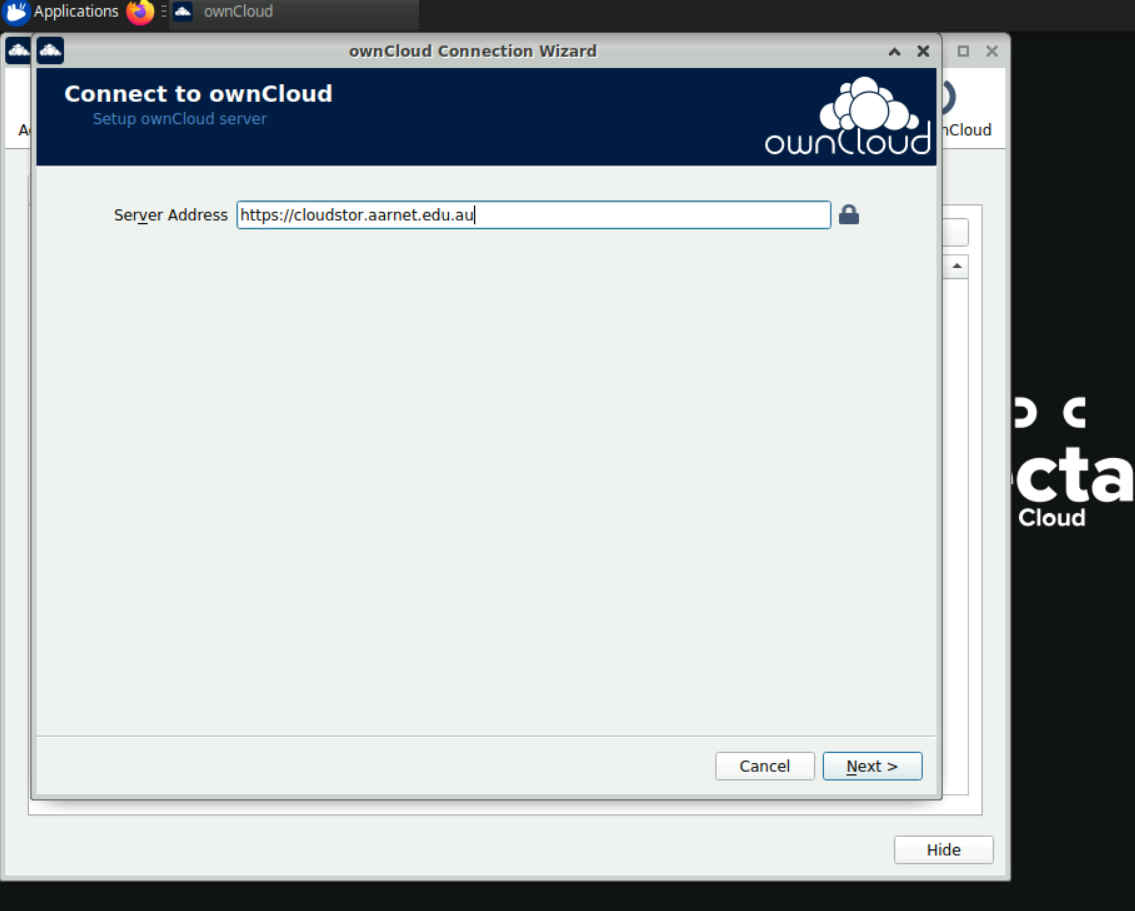 Applications ownCloud
ownCloud Connection Wizard
Connect to ownCloud
Setup ownCloud server
ownCloud
nCloud
Server Address https://cloudstor.aarnet.edu.au
cta
Cloud
Cancel Next >
Hide